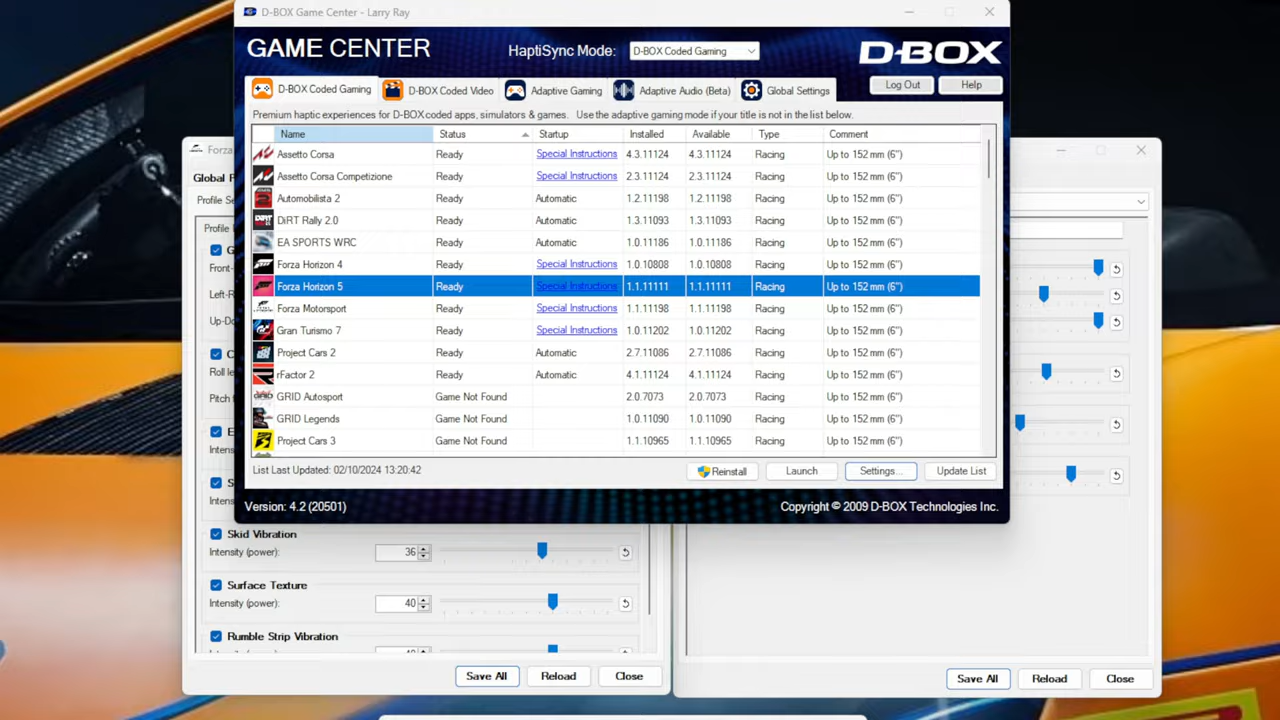 D-BOX Game Center - Larry Ray
GAME CENTER
HaptiSync Mode: D-BOX Coded Gaming
D-BOX
D-BOX Coded Gaming D-BOX Coded Video Adaptive Gaming Adaptive Audio (Beta) Global Settings Log Out Help
Premium haptic experiences for D-BOX coded apps, simulators & games. Use the adaptive gaming mode if your title is not in the list below.
Name Status Startup Installed Available Type Comment
Assetto Corsa Ready Special Instructions 4.3.11124 4.3.11124 Racing Up to 152 mm (6")
Assetto Corsa Competizione Ready Special Instructions 2.3.11124 2.3.11124 Racing Up to 152 mm (6")
Automobilista 2 Ready Automatic 1.2.11198 1.2.11198 Racing Up to 152 mm (6")
DiRT Rally 2.0 Ready Automatic 1.3.11093 1.3.11093 Racing Up to 152 mm (6")
EA SPORTS WRC Ready Automatic 1.0.11186 1.0.11186 Racing Up to 152 mm (6")
Forza Horizon 4 Ready Special Instructions 1.0.10808 1.0.10808 Racing Up to 152 mm (6")
Forza Horizon 5 Ready Special Instructions 1.1.11111 1.1.11111 Racing Up to 152 mm (6")
Forza Motorsport Ready Special Instructions 1.1.11198 1.1.11198 Racing Up to 152 mm (6")
Gran Turismo 7 Ready Special Instructions 1.0.11202 1.0.11202 Racing Up to 152 mm (6")
Project Cars 2 Ready Automatic 2.7.11086 2.7.11086 Racing Up to 152 mm (6")
rFactor 2 Ready Automatic 4.1.11124 4.1.11124 Racing Up to 152 mm (6")
GRID Autosport Game Not Found 2.0.7073 2.0.7073 Racing Up to 152 mm (6")
GRID Legends Game Not Found 1.0.11090 1.0.11090 Racing Up to 152 mm (6")
Project Cars 3 Game Not Found 1.1.10965 1.1.10965 Racing Up to 152 mm (6")
List Last Updated: 02/10/2024 13:20:42 Reinstall Launch Settings... Update List
Version: 4.2 (20501) Copyright © 2009 D-BOX Technologies Inc.
Forza
Global P
Profile Se
Profile
G
Front-
Left-R
Up-Do
C
Roll le
Pitch
E
Intens
S
Intens
Skid Vibration
Intensity (power): 36
Surface Texture
Intensity (power): 40
Rumble Strip Vibration
Save All Reload Close
Save All Reload Close